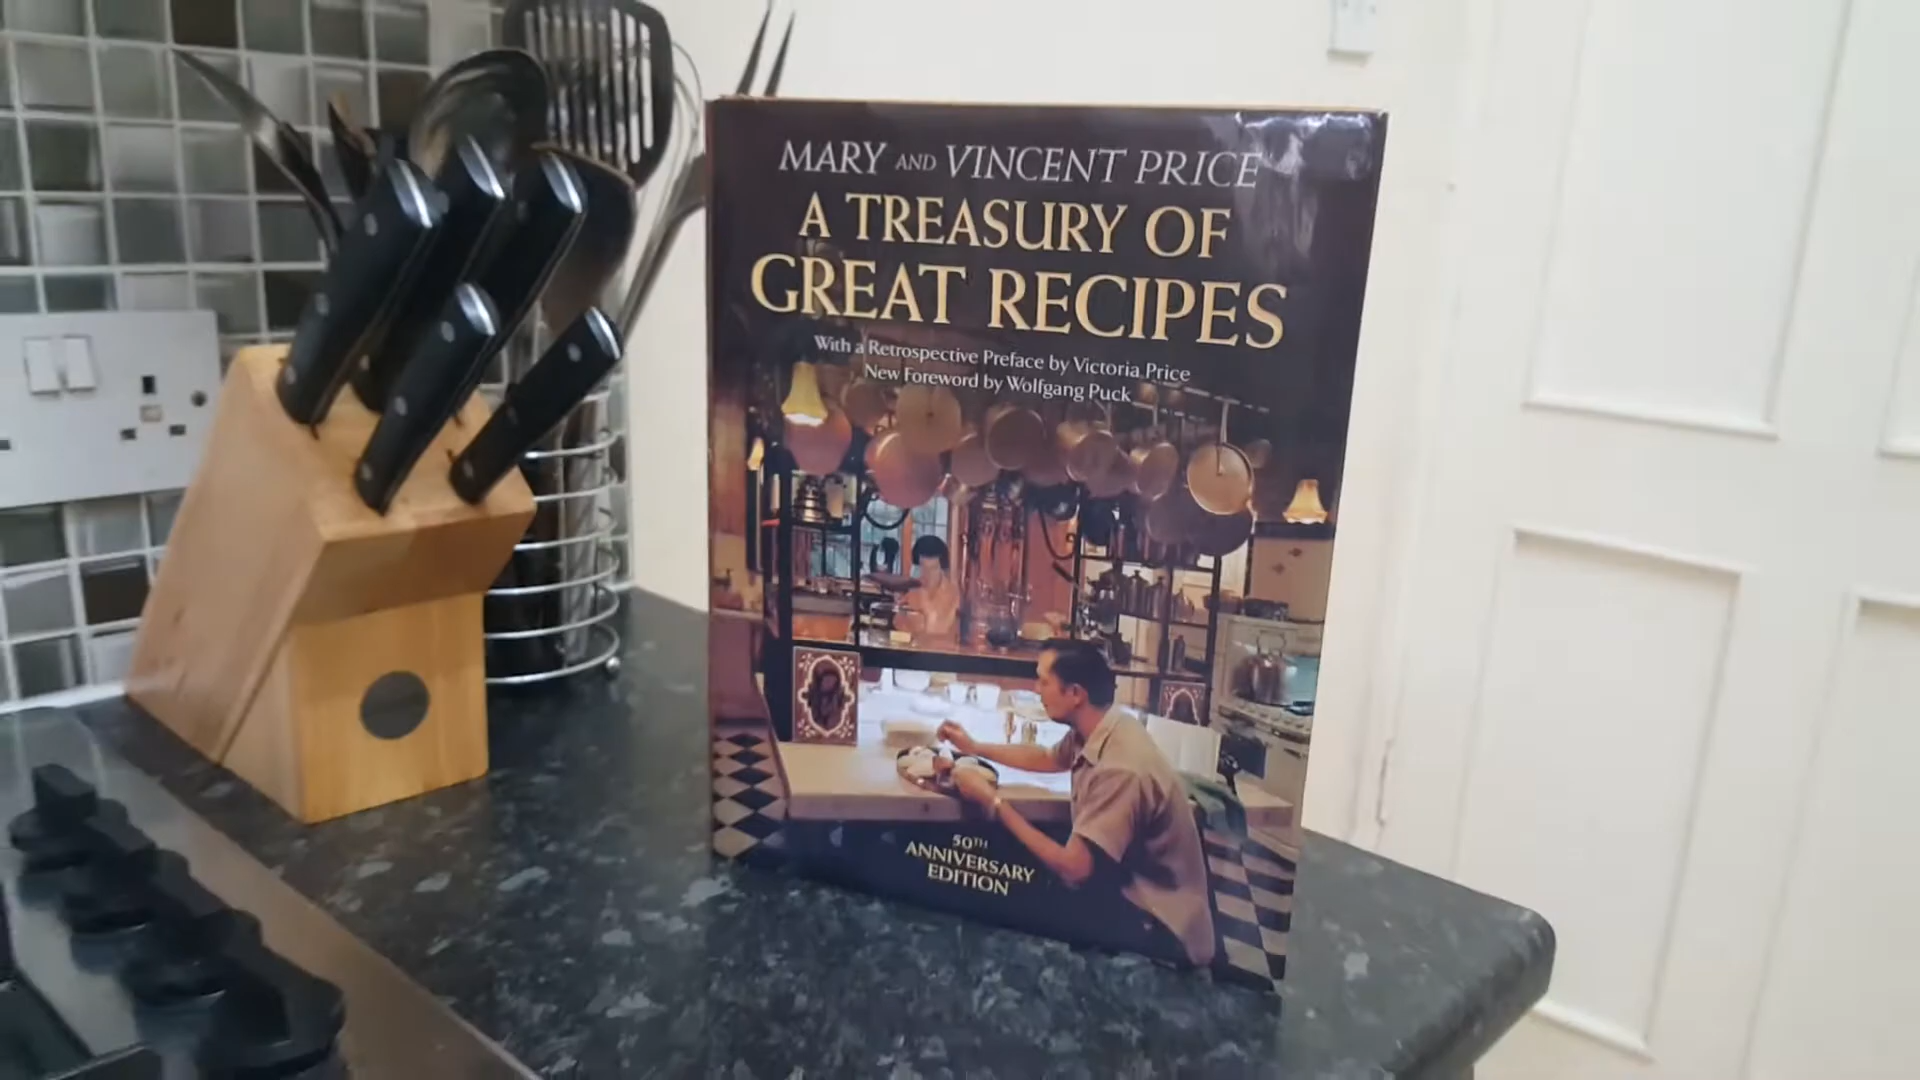 MARY AND VINCENT PRICE
A TREASURY OF
GREAT RECIPES
With a Retrospective Preface by Victoria Price
New Foreword by Wolfgang Puck
50TH
ANNIVERSARY
EDITION